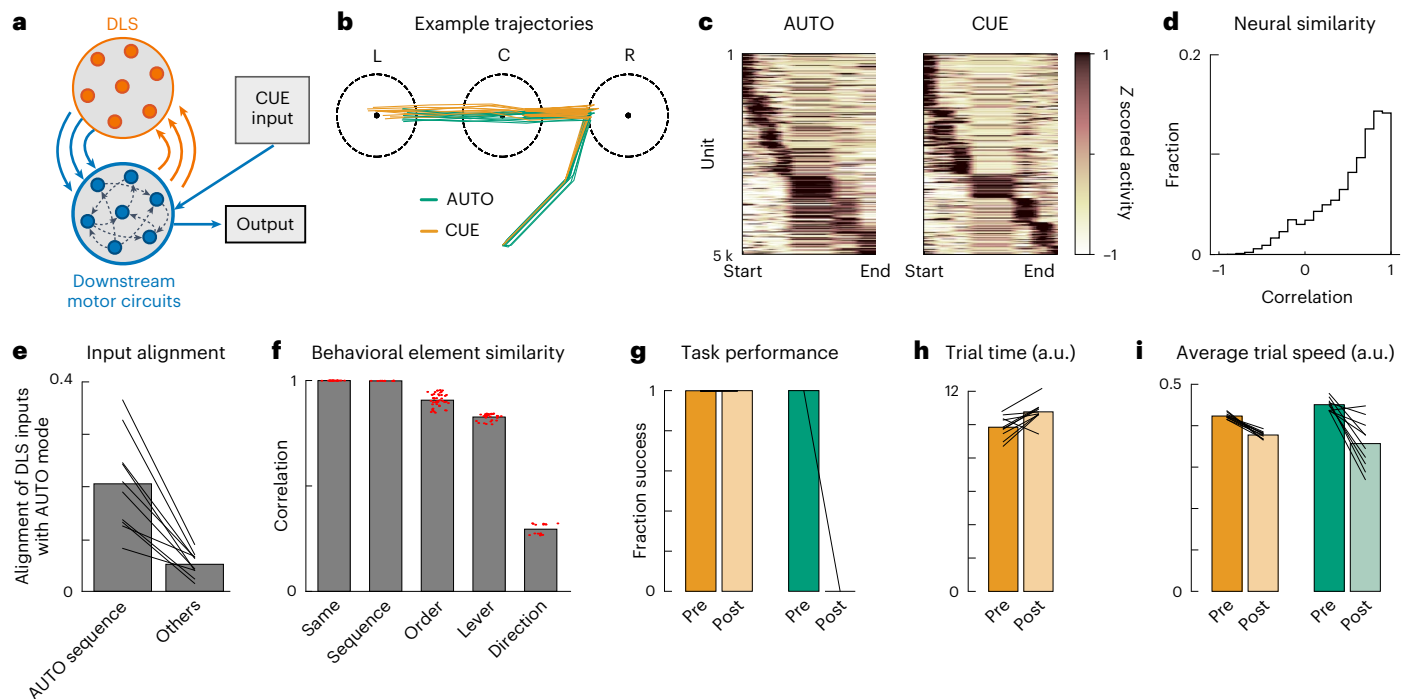 a
DLS
CUE
input
Output
Downstream
motor circuits
b
Example trajectories
L
C
R
AUTO
CUE
c
AUTO
CUE
1
Unit
5 k
Start
End
Start
End
1
Z scored activity
–1
d
Neural similarity
0.2
Fraction
0
–1
0
1
Correlation
e
Input alignment
0.4
Alignment of DLS inputs
with AUTO mode
0
AUTO sequence
Others
f
Behavioral element similarity
1
Correlation
0
Same
Sequence
Order
Lever
Direction
g
Task performance
1
Fraction success
0
Pre
Post
Pre
Post
h
Trial time (a.u.)
12
0
Pre
Post
i
Average trial speed (a.u.)
0.5
0
Pre
Post
Pre
Post